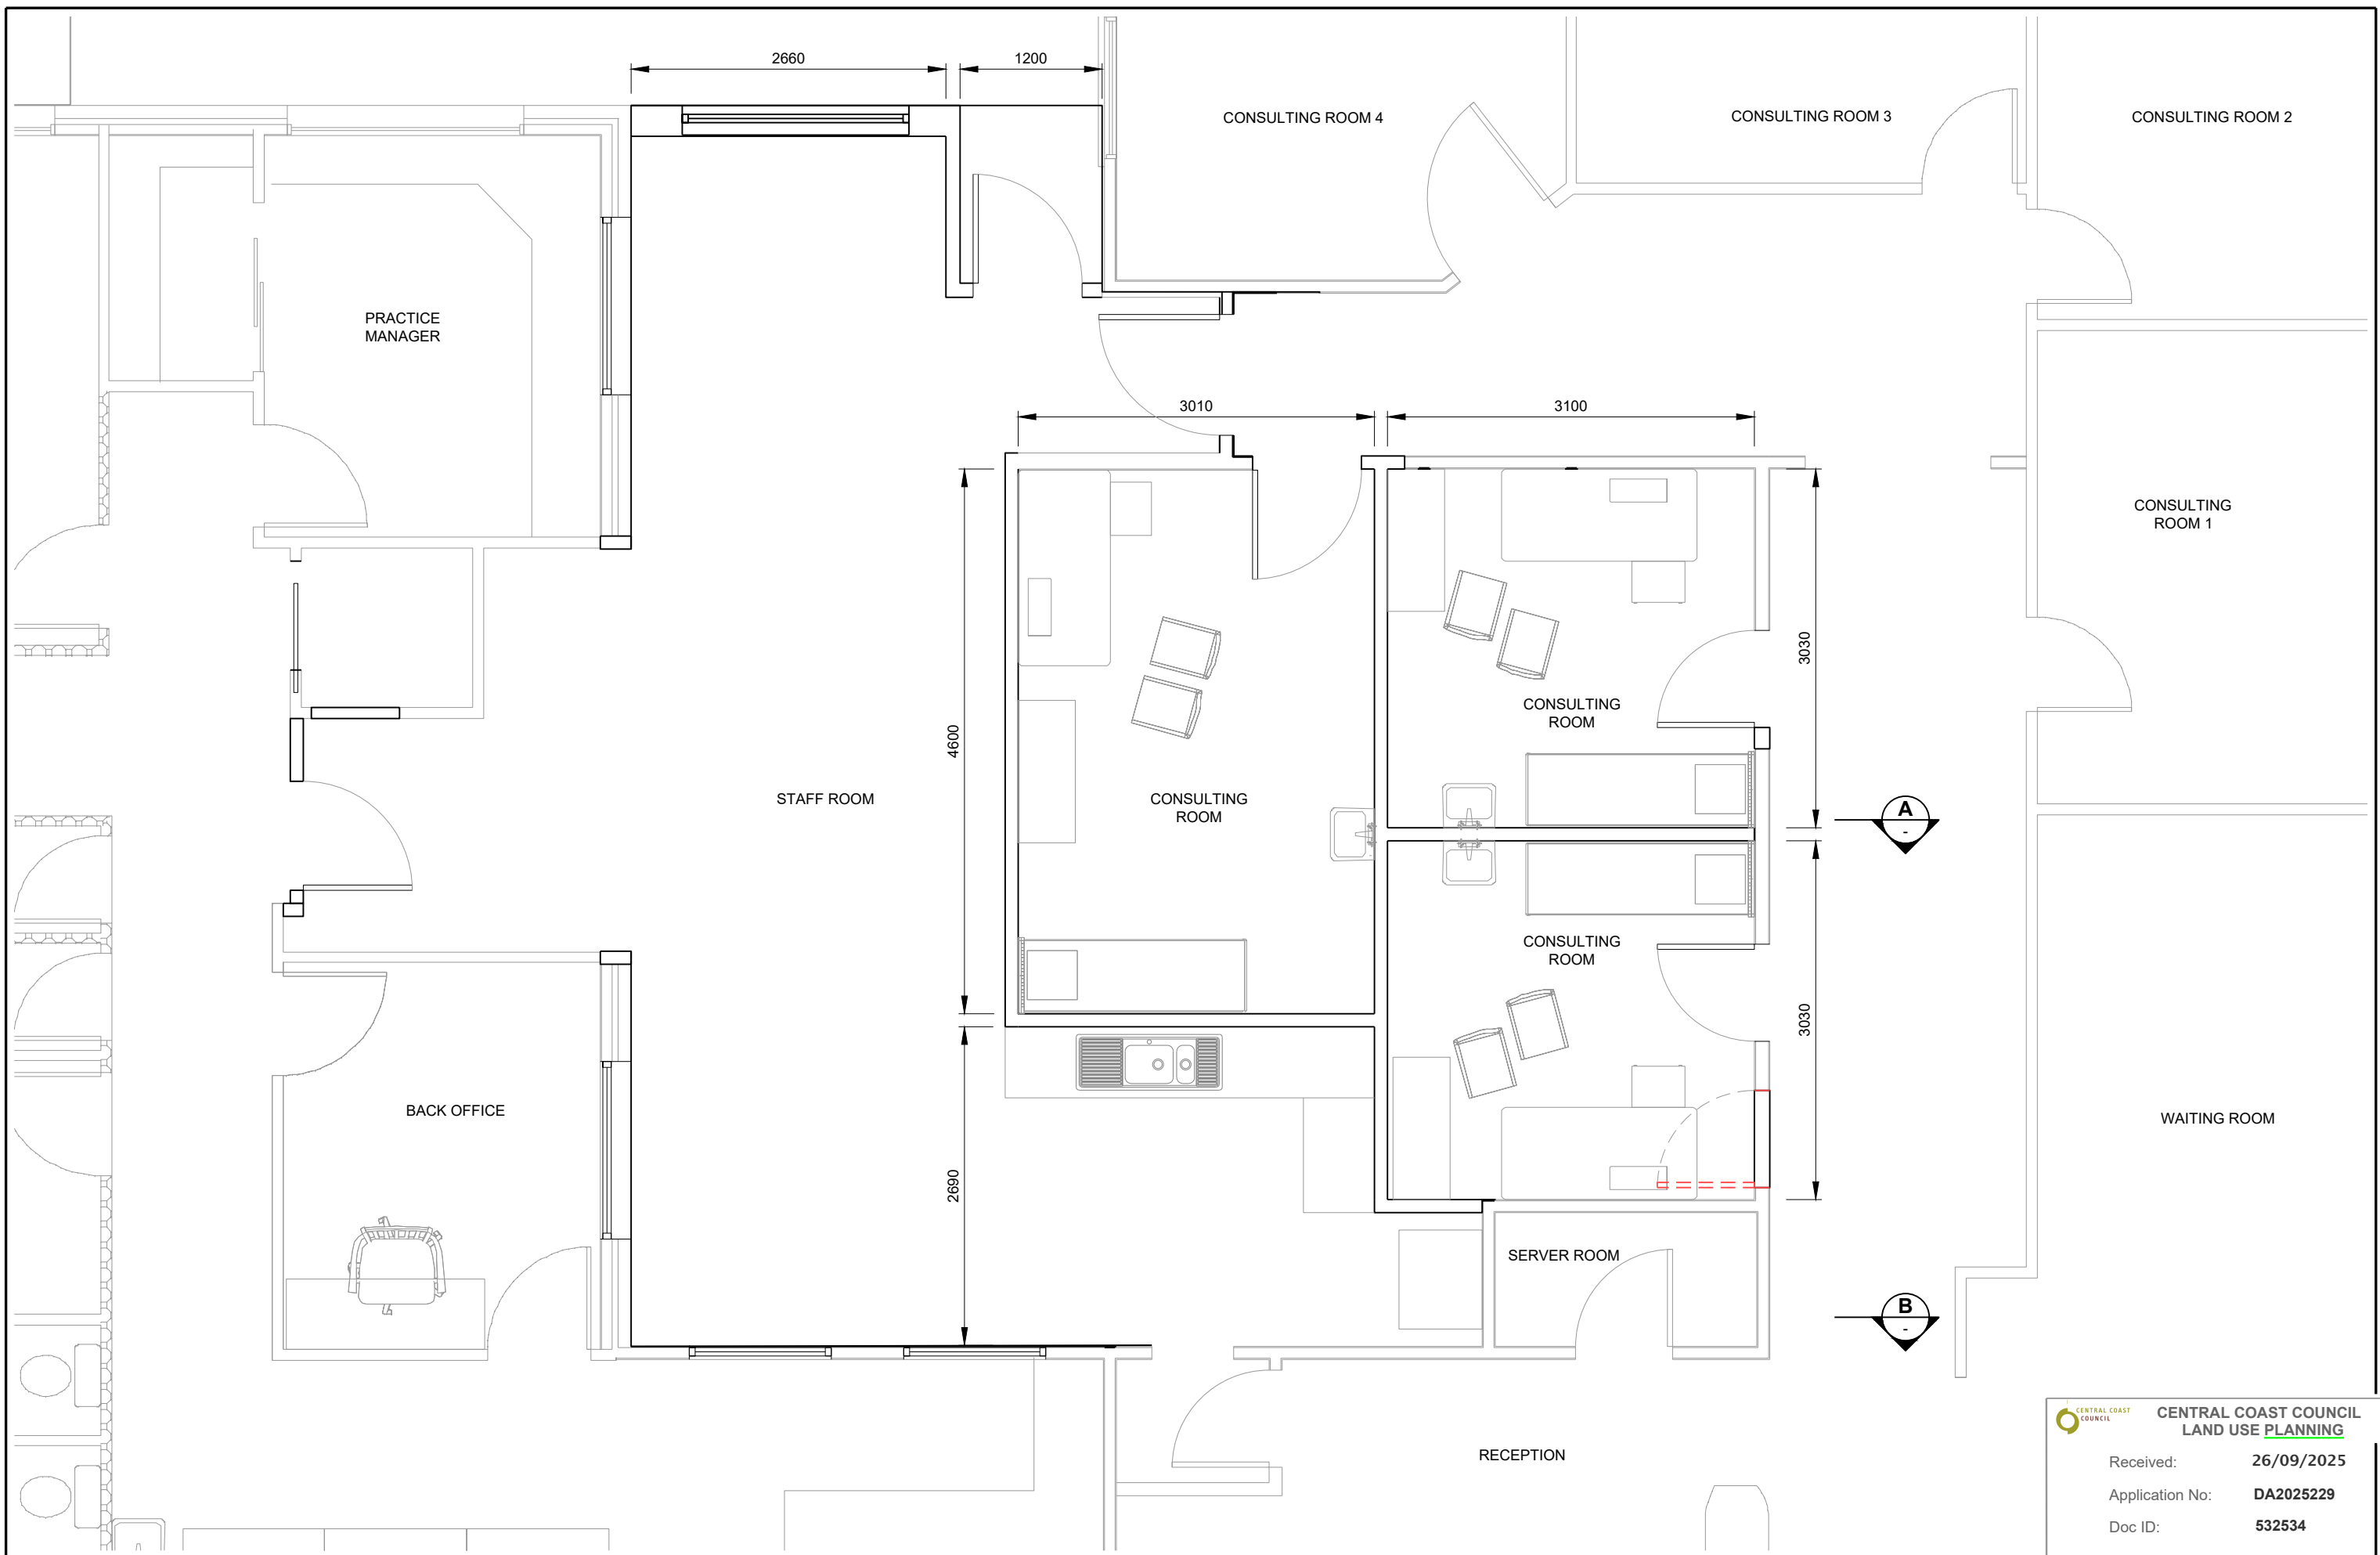 2660
1200
CONSULTING ROOM 4
CONSULTING ROOM 3
CONSULTING ROOM 2
PRACTICE
MANAGER
3010
3100
CONSULTING
ROOM 1
3030
CONSULTING
ROOM
4600
STAFF ROOM
CONSULTING
ROOM
A
-
CONSULTING
ROOM
3030
BACK OFFICE
WAITING ROOM
2690
SERVER ROOM
B
-
RECEPTION
CENTRAL COAST
COUNCIL
CENTRAL COAST COUNCIL
LAND USE PLANNING
Received: 26/09/2025
Application No: DA2025229
Doc ID: 532534